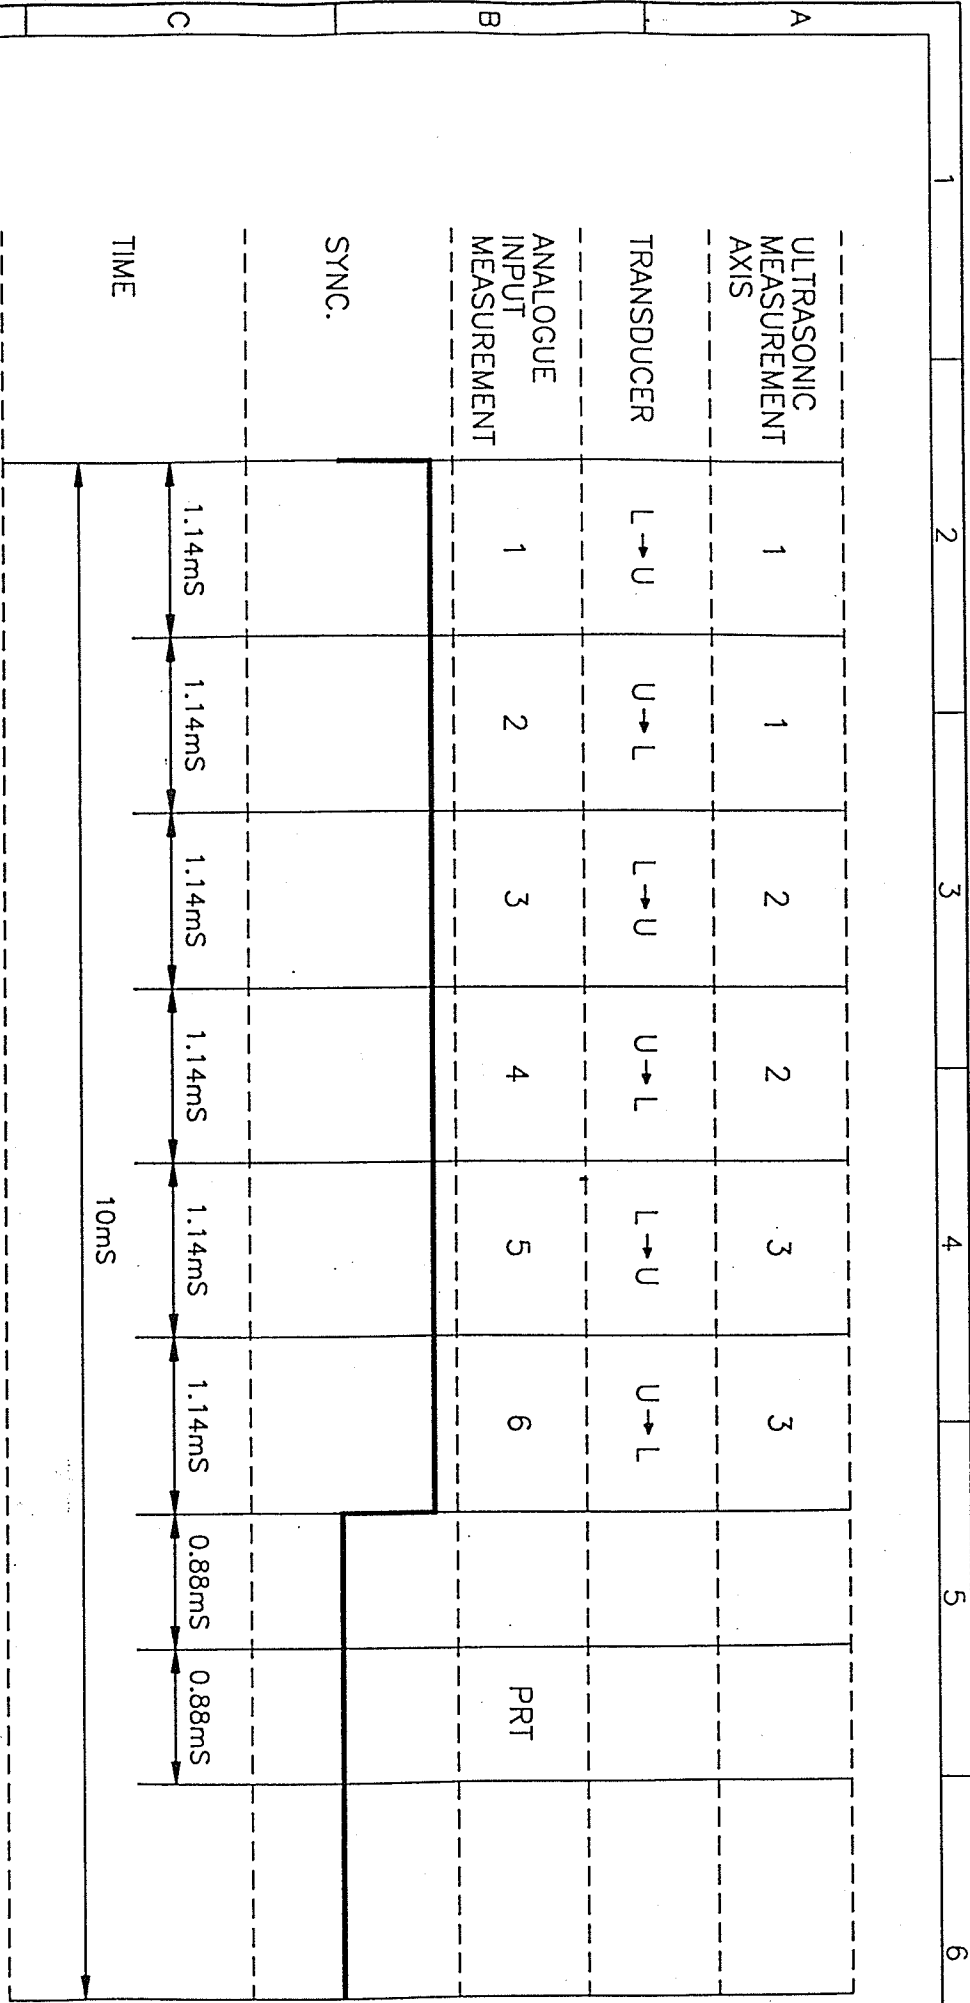 1 2 3 4 5 6
A
ULTRASONIC
MEASUREMENT
AXIS
1 1 2 2 3 3
TRANSDUCER
L→U U→L L→U U→L L→U U→L
B
ANALOGUE
INPUT
MEASUREMENT
1 2 3 4 5 6 PRT
SYNC.
C
TIME
1.14mS 1.14mS 1.14mS 1.14mS 1.14mS 1.14mS 0.88mS 0.88mS
10mS